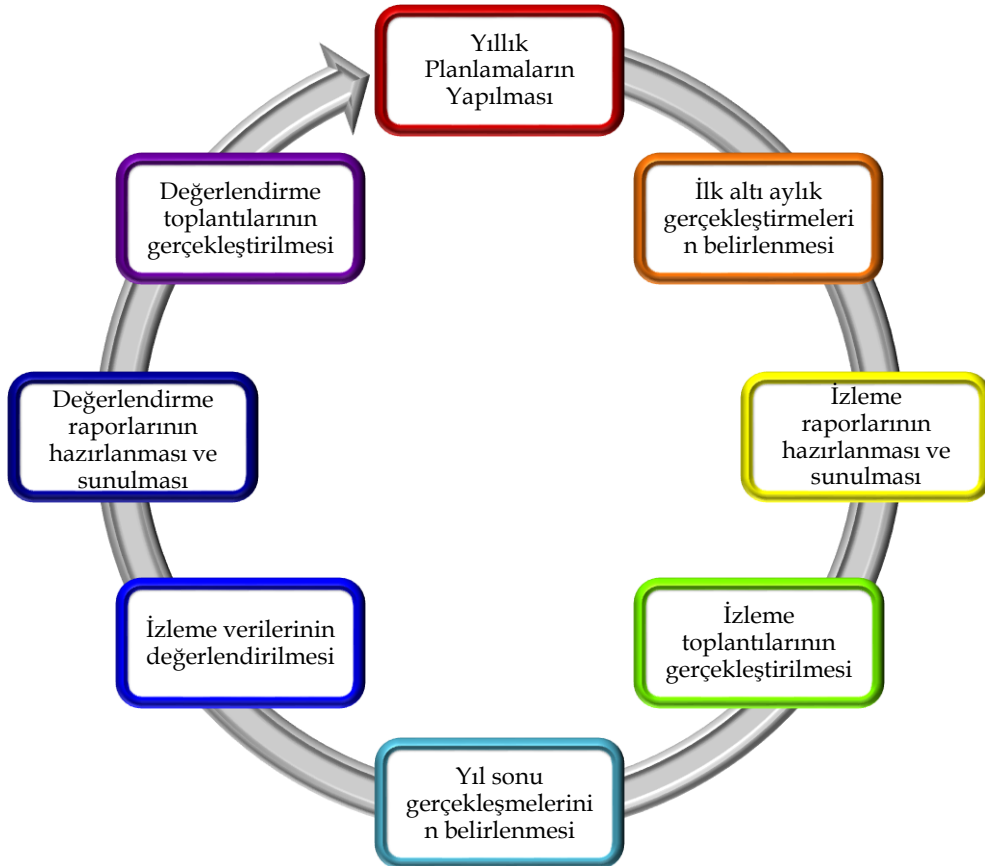 Yıllık
Planlamaların
Yapılması
İlk altı aylık
gerçekleştirmeleri
n belirlenmesi
İzleme
raporlarının
hazırlanması ve
sunulması
İzleme
toplantılarının
gerçekleştirilmesi
Yıl sonu
gerçekleşmelerini
n belirlenmesi
İzleme verilerinin
değerlendirilmesi
Değerlendirme
raporlarının
hazırlanması ve
sunulması
Değerlendirme
toplantılarının
gerçekleştirilmesi